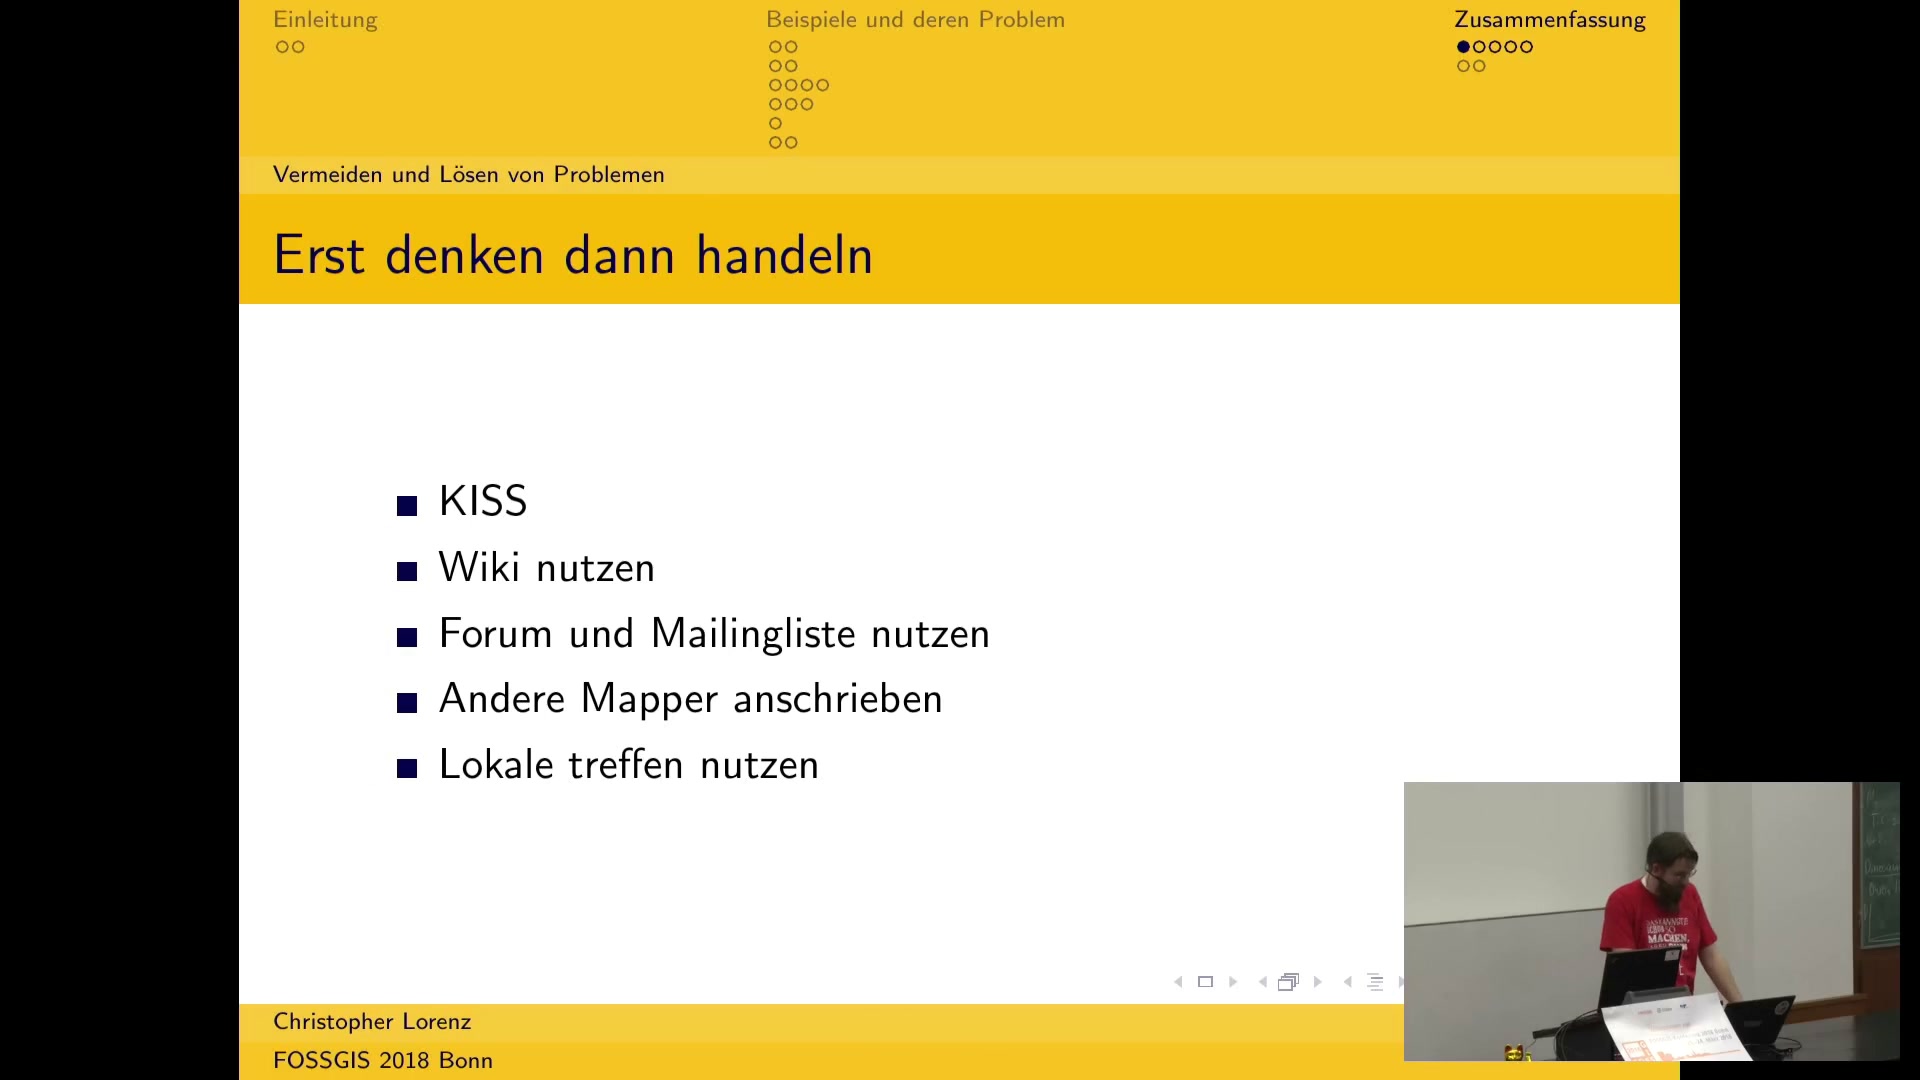 Einleitung
Beispiele und deren Problem
Zusammenfassung
Vermeiden und Lösen von Problemen
Erst denken dann handeln
KISS
Wiki nutzen
Forum und Mailingliste nutzen
Andere Mapper anschrieben
Lokale treffen nutzen
MACHEN,
Christopher Lorenz
FOSSGIS 2018 Bonn